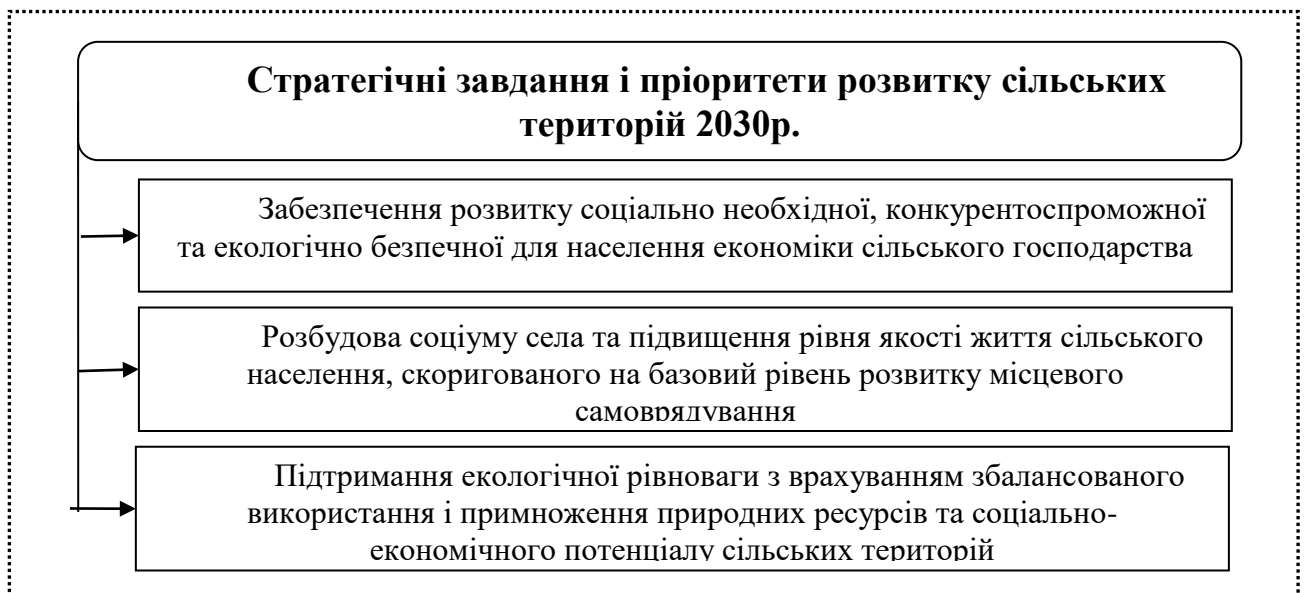 Стратегічні завдання і пріоритети розвитку сільських
територій 2030р.
Забезпечення розвитку соціально необхідної, конкурентоспроможної
та екологічно безпечної для населення економіки сільського господарства
Розбудова соціуму села та підвищення рівня якості життя сільського
населення, скоригованого на базовий рівень розвитку місцевого
самоврядування
Підтримання екологічної рівноваги з врахуванням збалансованого
використання і примноження природних ресурсів та соціально-
економічного потенціалу сільських територій